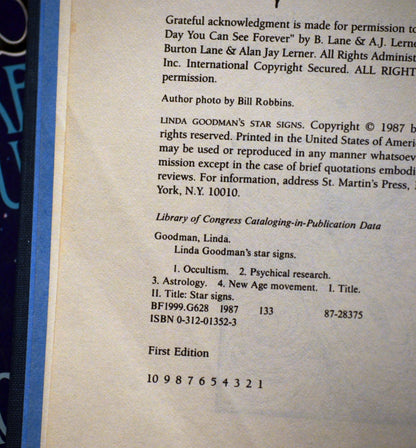 Grateful acknowledgment is made for permission to
Day You Can See Forever" by B. Lane & A.J. Lerne
Burton Lane & Alan Jay Lerner. All Rights Administ
Inc. International Copyright Secured. ALL RIGHT
permission.
Author photo by Bill Robbins.
LINDA GOODMAN'S STAR SIGNS. Copyright © 1987 b
rights reserved. Printed in the United States of Ameri
may be used or reproduced in any manner whatsoev
mission except in the case of brief quotations embodi
reviews. For information, address St. Martin's Press,
York, N.Y. 10010.
Library of Congress Cataloging-in-Publication Data
Goodman, Linda.
Linda Goodman's star signs.
1. Occultism. 2. Psychical research.
3. Astrology. 4. New Age movement. I. Title.
II. Title: Star signs.
BF1999.G628 1987 133 87-28375
ISBN 0-312-01352-3
First Edition
10 9 8 7 6 5 4 3 2 1